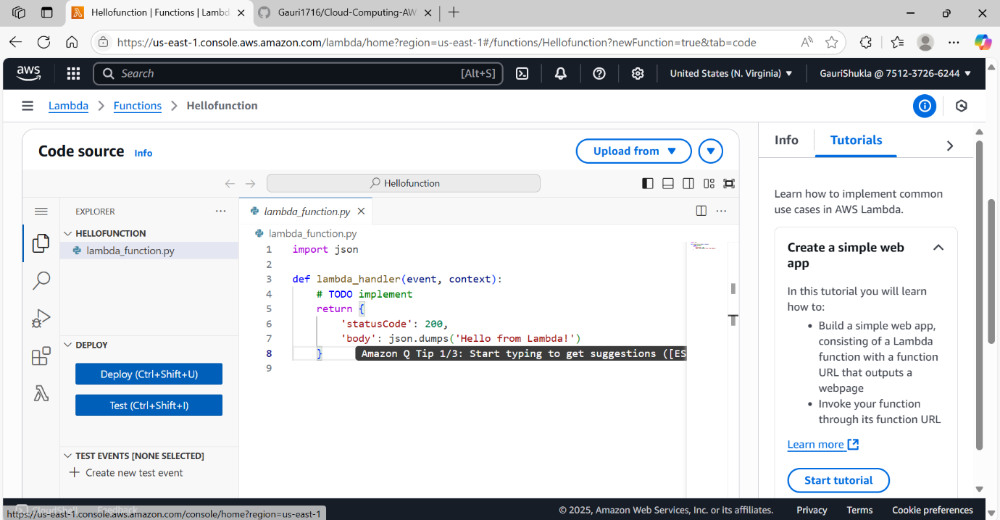 Hellofunction | Functions | Lambd
Gauri1716/Cloud-Computing-AW
https://us-east-1.console.aws.amazon.com/lambda/home?region=us-east-1#/functions/Hellofunction?newFunction=true&tab=code
aws
Search
[Alt+S]
United States (N. Virginia)
GauriShukla @ 7512-3726-6244
Lambda
Functions
Hellofunction
Code source
Info
Upload from
Info
Tutorials
Hellofunction
Learn how to implement common
use cases in AWS Lambda.
EXPLORER
HELLOFUNCTION
lambda_function.py
lambda_function.py
lambda_function.py
1 import json
2
3 def lambda_handler(event, context):
4 # TODO implement
5 return {
6 'statusCode': 200,
7 'body': json.dumps('Hello from Lambda!')
8 } Amazon Q Tip 1/3: Start typing to get suggestions ([ES
9
DEPLOY
Deploy (Ctrl+Shift+U)
Test (Ctrl+Shift+I)
TEST EVENTS [NONE SELECTED]
Create new test event
Create a simple web
app
In this tutorial you will learn
how to:
• Build a simple web app,
consisting of a Lambda
function with a function
URL that outputs a
webpage
• Invoke your function
through its function URL
Learn more
Start tutorial
CloudShell
Feedback
https://us-east-1.console.aws.amazon.com/console/home?region=us-east-1
© 2025, Amazon Web Services, Inc. or its affiliates.
Privacy
Terms
Cookie preferences